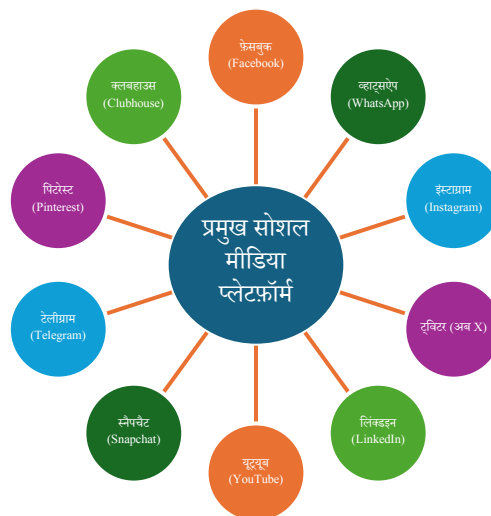 प्रमुख सोशल
मीडिया
प्लेटफ़ॉर्म
फ़ेसबुक
(Facebook)
व्हाट्सऐप
(WhatsApp)
इंस्टाग्राम
(Instagram)
ट्विटर (अब X)
लिंक्डइन
(LinkedIn)
यूट्यूब
(YouTube)
स्नैपचैट
(Snapchat)
टेलीग्राम
(Telegram)
पिंटरेस्ट
(Pinterest)
क्लबहाउस
(Clubhouse)